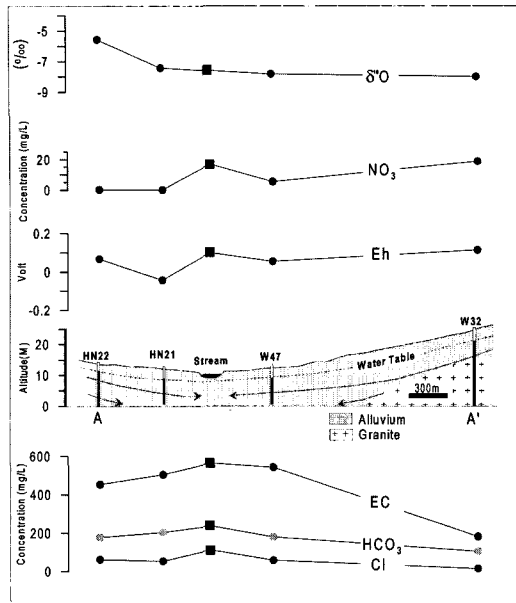 -5
-7
-9
(º/oo)
δ¹⁸O
Concentration (mg/L)
20
10
0
NO₃
Volt
0.2
0
-0.2
Eh
Altitude(M)
20
10
0
HN22
HN21
Stream
W47
W32
Water Table
300m
A
A'
Alluvium
Granite
Concentration (mg/L)
600
400
200
0
EC
HCO₃
Cl